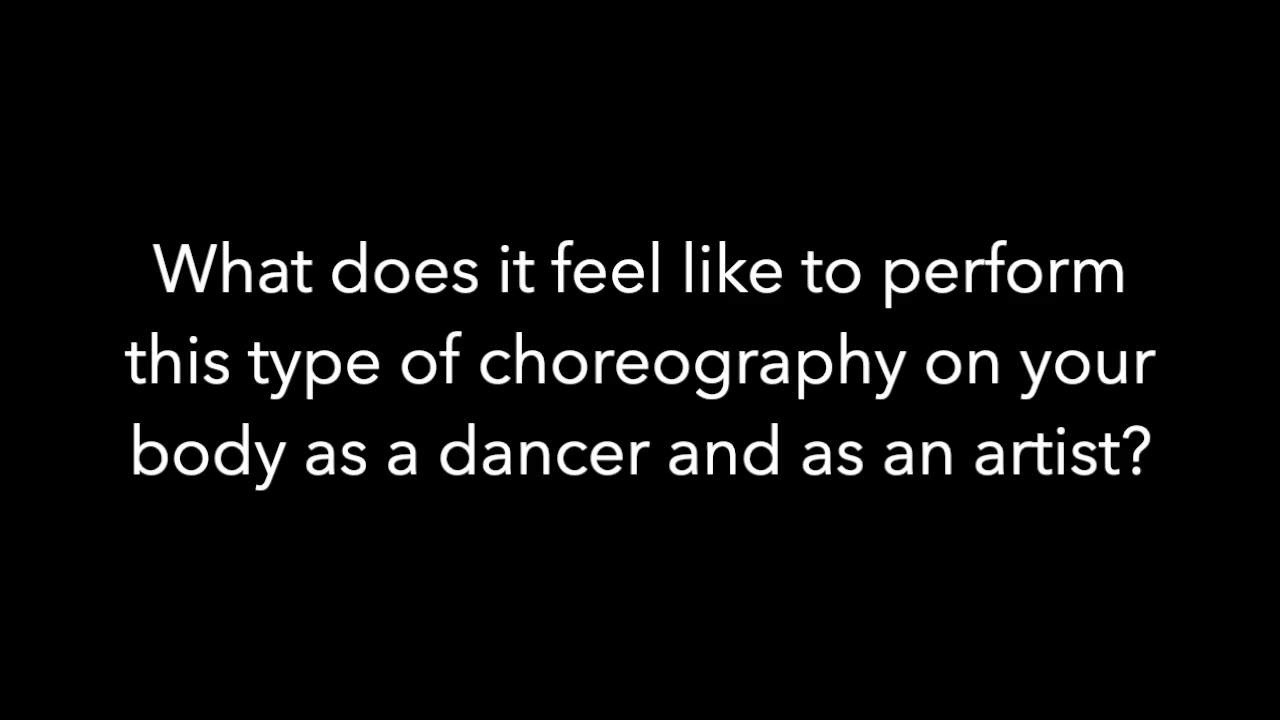 What does it feel like to perform
this type of choreography on your
body as a dancer and as an artist?